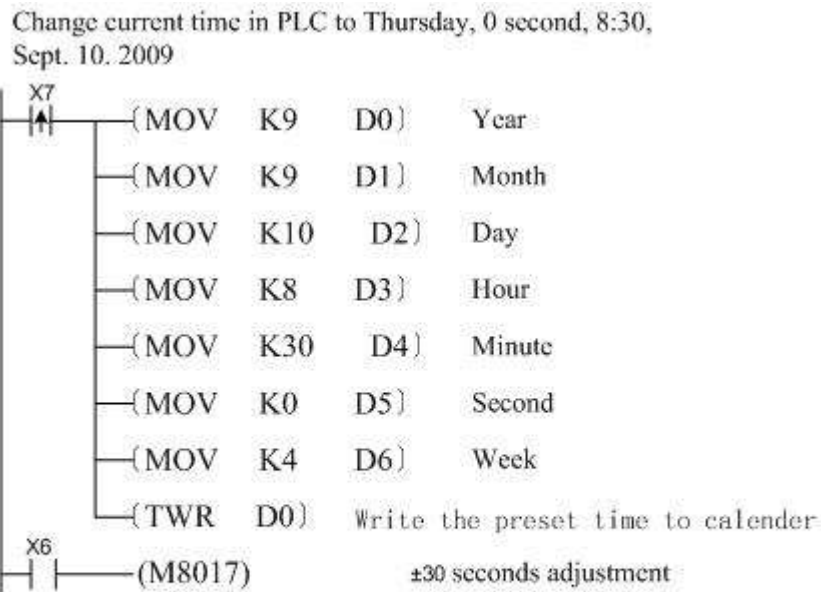 Change current time in PLC to Thursday, 0 second, 8:30,
Sept. 10. 2009
X7
(MOV K9 D0) Year
(MOV K9 D1) Month
(MOV K10 D2) Day
(MOV K8 D3) Hour
(MOV K30 D4) Minute
(MOV K0 D5) Second
(MOV K4 D6) Week
(TWR D0) Write the preset time to calender
X6
(M8017) ±30 seconds adjustment